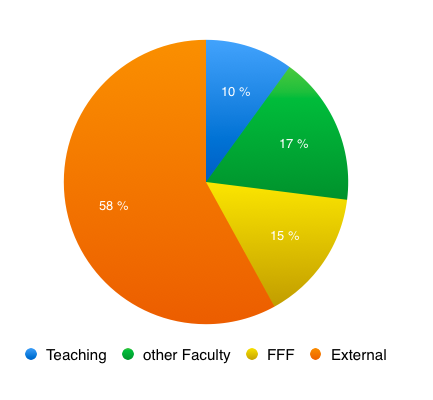 10 %
17 %
58 %
15 %
Teaching other Faculty FFF External